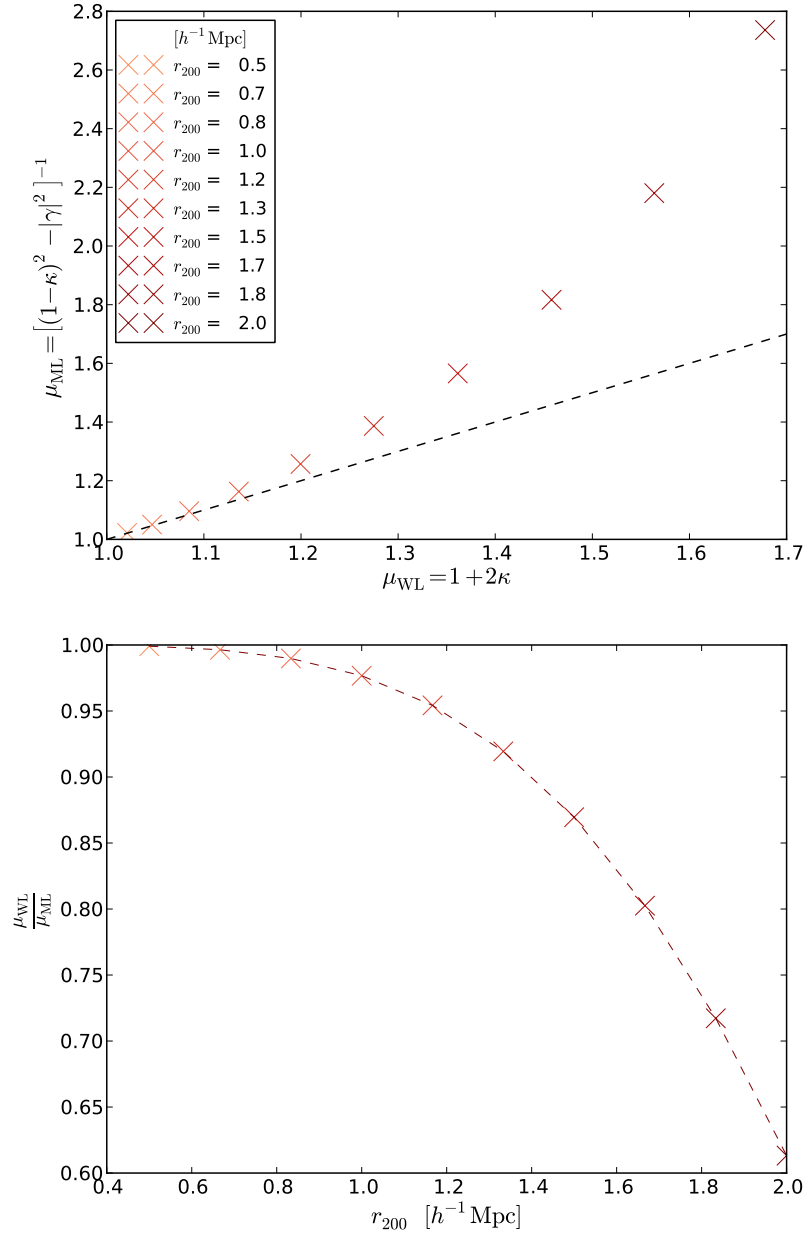 2.8
2.6
2.4
2.2
2.0
1.8
1.6
1.4
1.2
1.0
μ_ML = [(1−κ)² −|γ|² ]⁻¹
[h⁻¹ Mpc]
r₂₀₀ = 0.5
r₂₀₀ = 0.7
r₂₀₀ = 0.8
r₂₀₀ = 1.0
r₂₀₀ = 1.2
r₂₀₀ = 1.3
r₂₀₀ = 1.5
r₂₀₀ = 1.7
r₂₀₀ = 1.8
r₂₀₀ = 2.0
1.0 1.1 1.2 1.3 1.4 1.5 1.6 1.7
μ_WL = 1+2κ
1.00
0.95
0.90
0.85
0.80
0.75
0.70
0.65
0.60
μ_WL
μ_ML
0.4 0.6 0.8 1.0 1.2 1.4 1.6 1.8 2.0
r₂₀₀ [h⁻¹ Mpc]